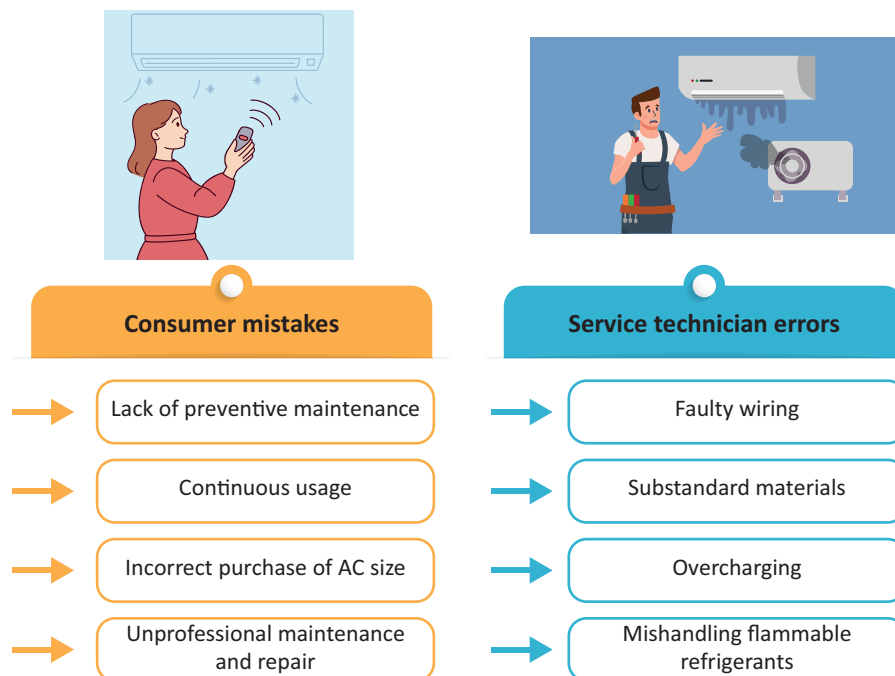 Consumer mistakes
Lack of preventive maintenance
Continuous usage
Incorrect purchase of AC size
Unprofessional maintenance
and repair
Service technician errors
Faulty wiring
Substandard materials
Overcharging
Mishandling flammable
refrigerants